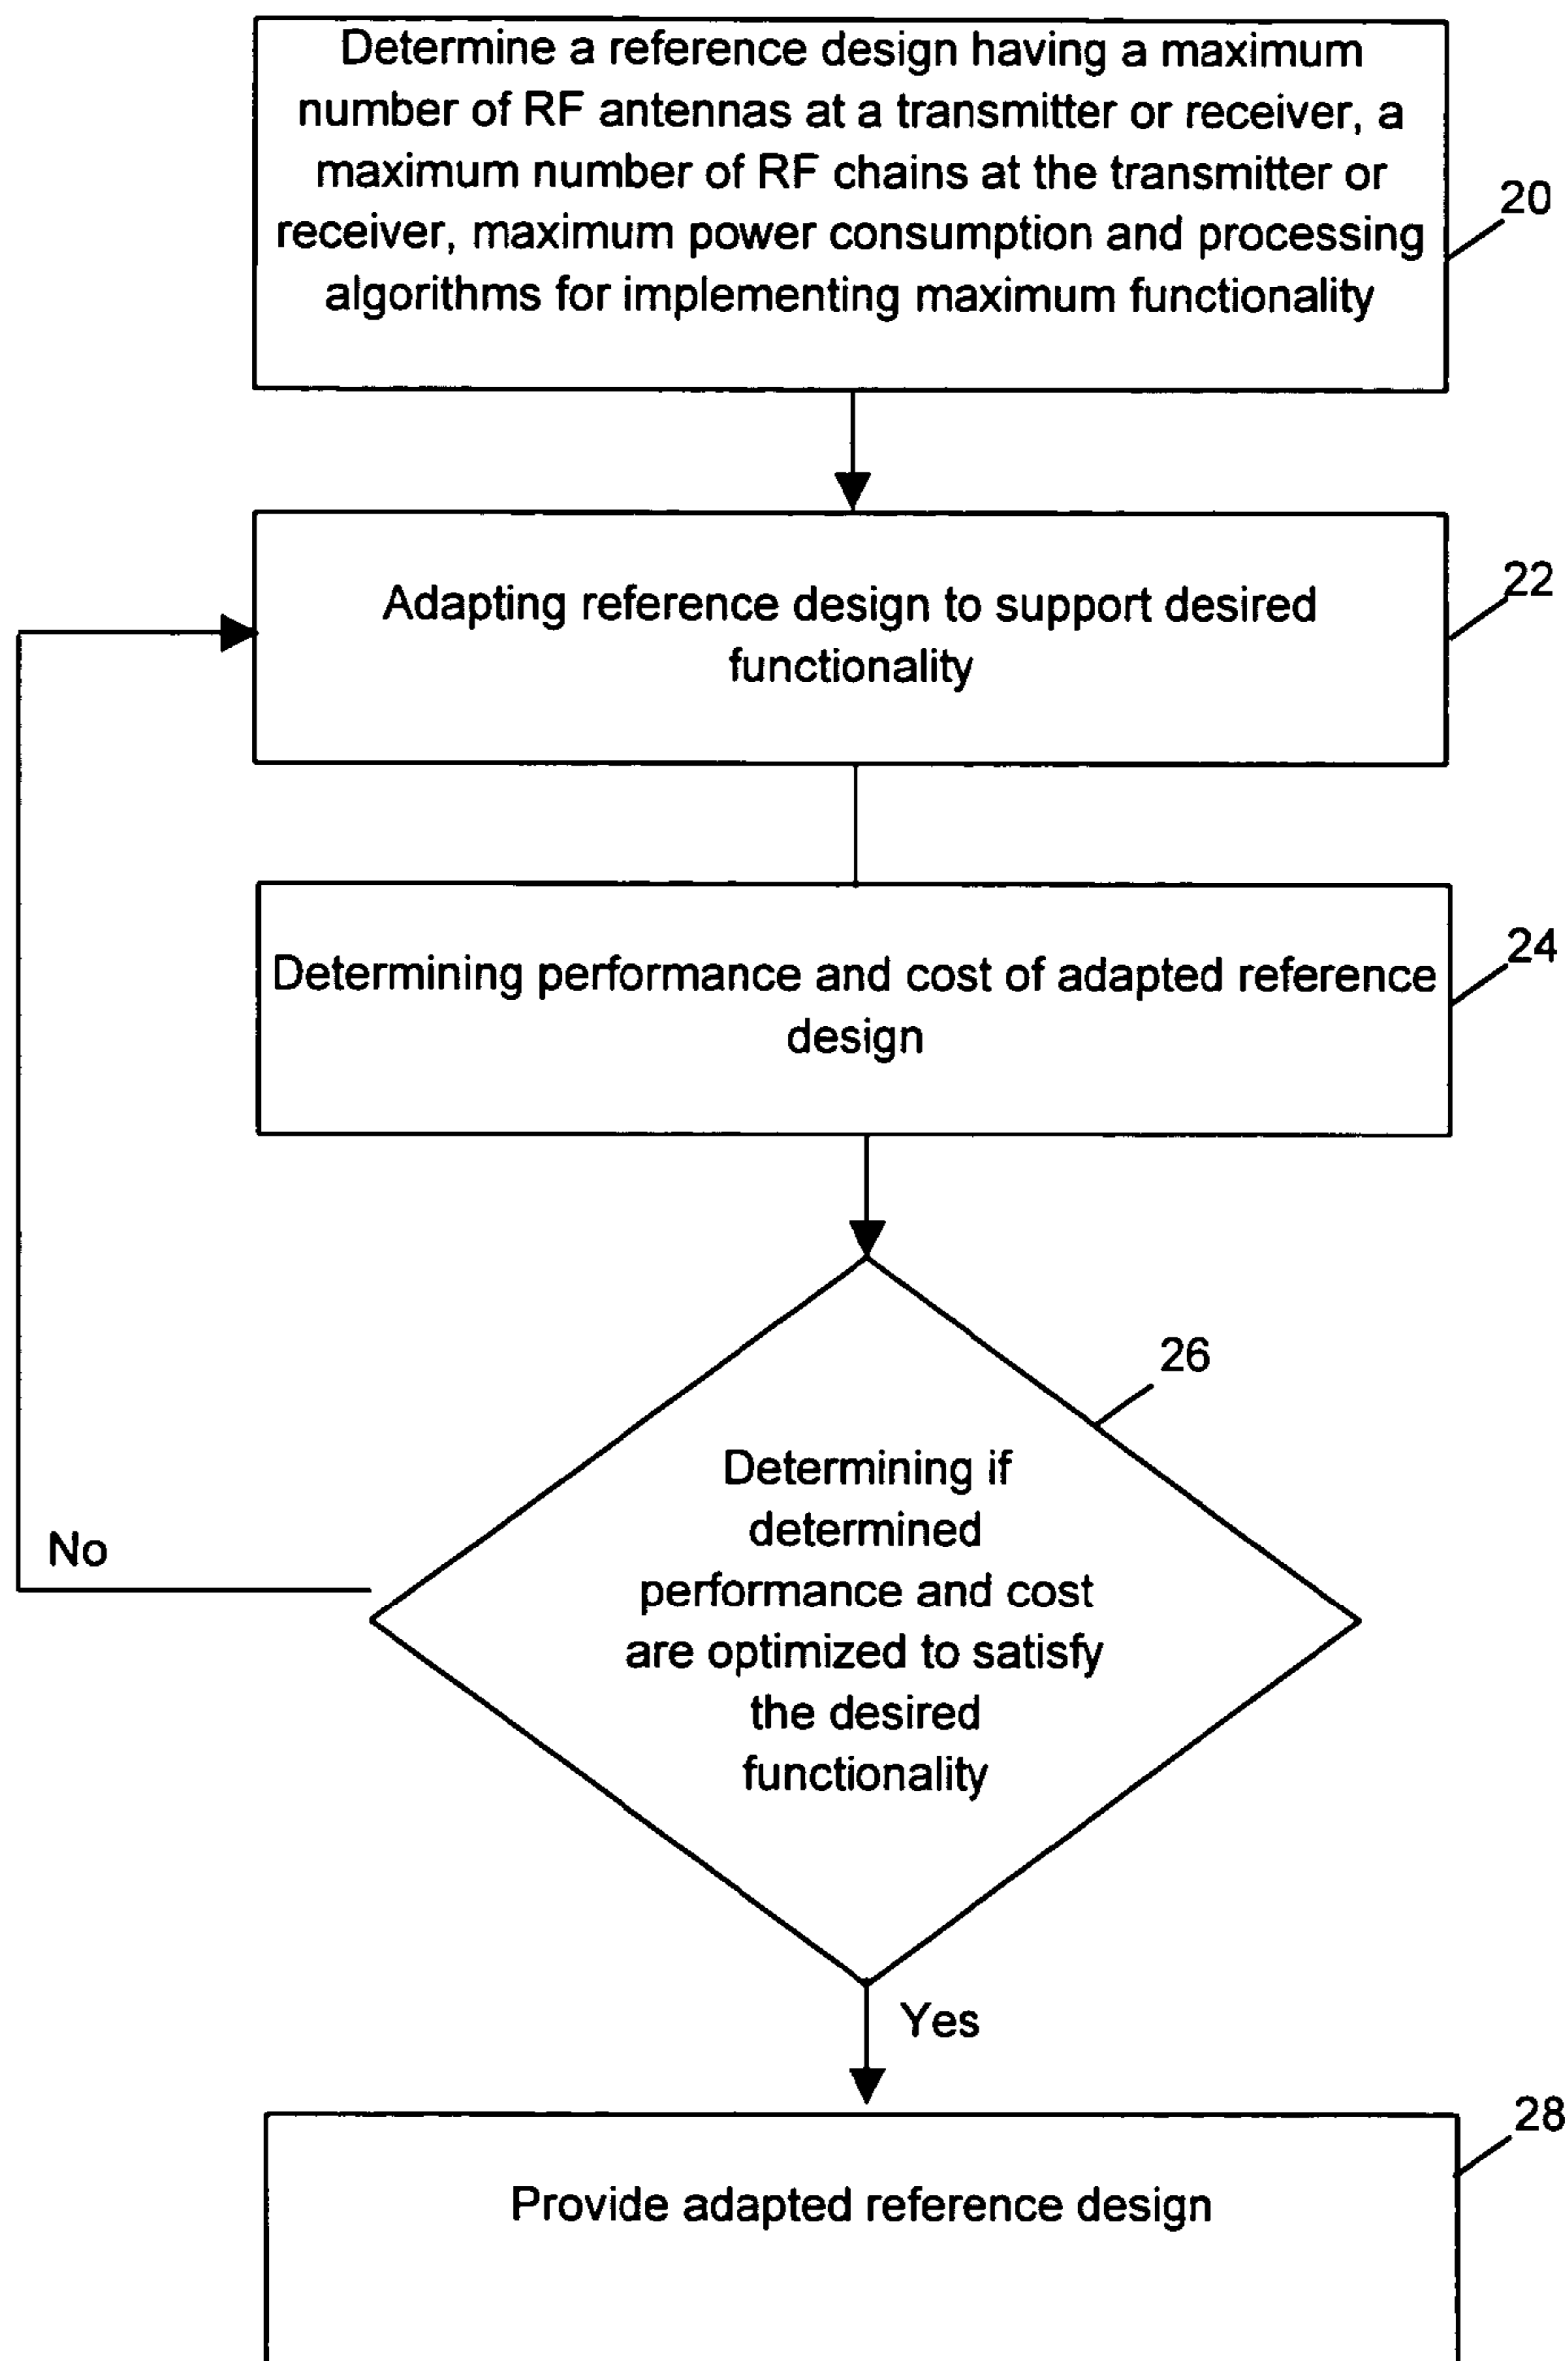 Determine a reference design having a maximum
number of RF antennas at a transmitter or receiver, a
maximum number of RF chains at the transmitter or
receiver, maximum power consumption and processing
algorithms for implementing maximum functionality
20
Adapting reference design to support desired
functionality
22
Determining performance and cost of adapted reference
design
24
26
Determining if
determined
performance and cost
are optimized to satisfy
the desired
functionality
No
Yes
28
Provide adapted reference design